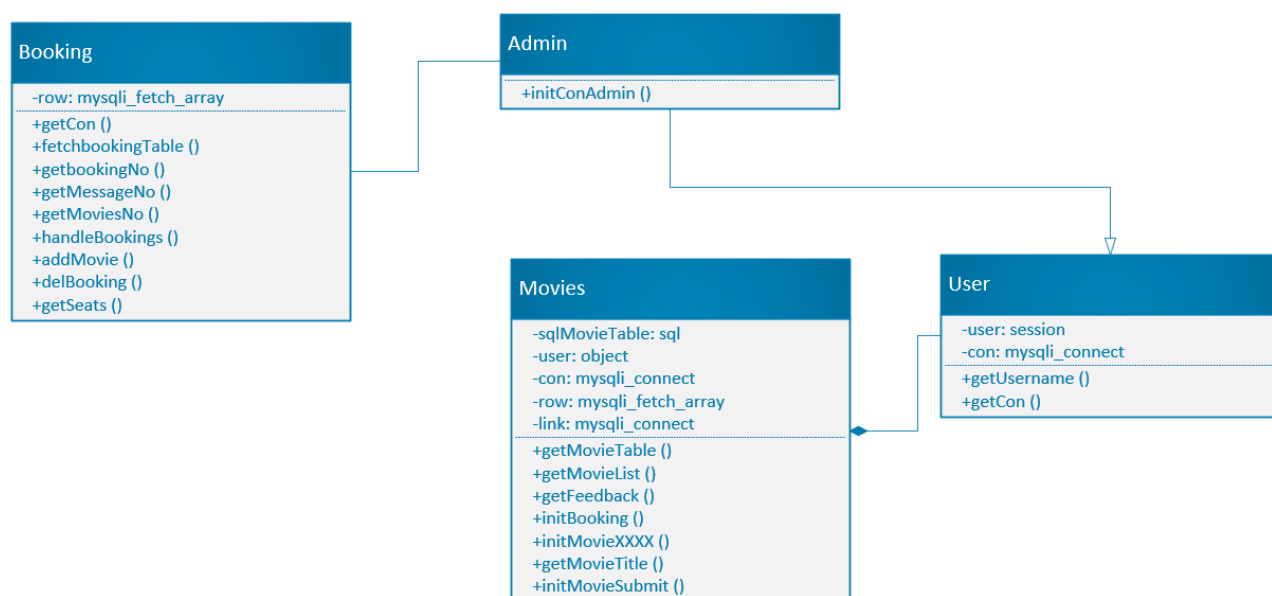 Booking
-row: mysqli_fetch_array
+getCon ()
+fetchbookingTable ()
+getbookingNo ()
+getMessageNo ()
+getMoviesNo ()
+handleBookings ()
+addMovie ()
+delBooking ()
+getSeats ()
Admin
+initConAdmin ()
Movies
-sqlMovieTable: sql
-user: object
-con: mysqli_connect
-row: mysqli_fetch_array
-link: mysqli_connect
+getMovieTable ()
+getMovieList ()
+getFeedback ()
+initBooking ()
+initMovieXXXX ()
+getMovieTitle ()
+initMovieSubmit ()
User
-user: session
-con: mysqli_connect
+getUsername ()
+getCon ()